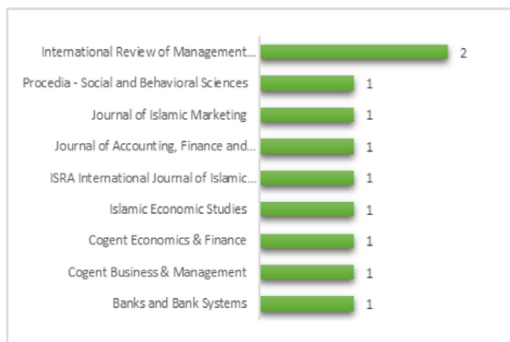 International Review of Management... 2
Procedia - Social and Behavioral Sciences 1
Journal of Islamic Marketing 1
Journal of Accounting, Finance and... 1
ISRA International Journal of Islamic... 1
Islamic Economic Studies 1
Cogent Economics & Finance 1
Cogent Business & Management 1
Banks and Bank Systems 1